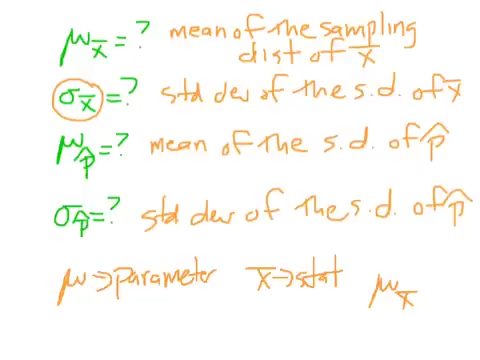 μx̄=? mean of the sampling
dist of x̄
σx̄=? std dev of the s.d. of x̄
μp̂=? mean of the s.d. of p̂
σp̂=? std dev of the s.d. of p̂
μ→parameter x̄→stat μx̄